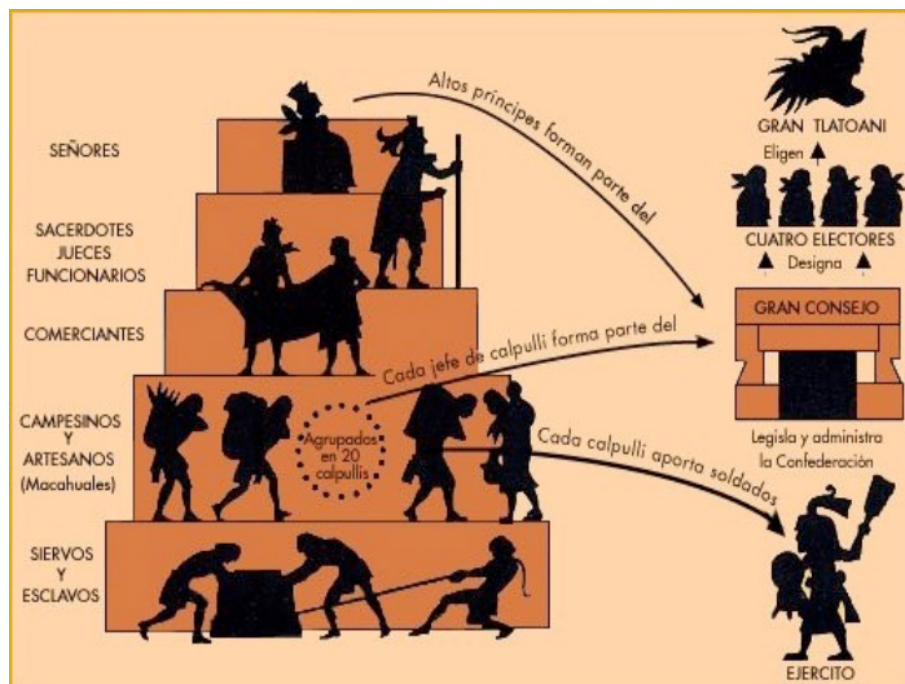 SEÑORES
SACERDOTES
JUECES
FUNCIONARIOS
COMERCIANTES
CAMPESINOS
Y
ARTESANOS
(Macahuales)
SIERVOS
Y
ESCLAVOS
Agrupados
en 20
calpullis
Altos príncipes forman parte del
Cada jefe de calpulli forma parte del
Cada calpulli aporta soldados
GRAN TLATOANI
Eligen
CUATRO ELECTORES
Designa
GRAN CONSEJO
Legisla y administra
la Confederación
EJERCITO